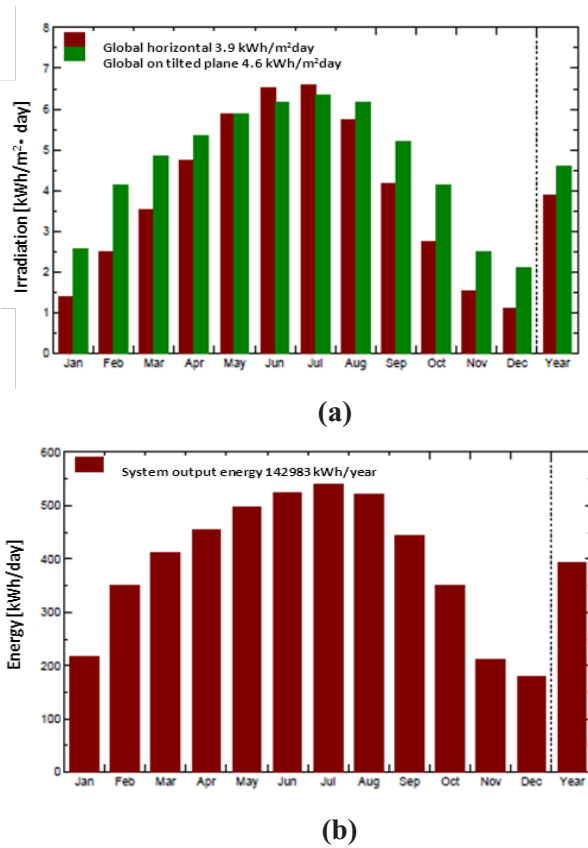 8
7
6
5
4
3
2
1
0
Irradiation [kWh/m²• day]
Global horizontal 3.9 kWh/m²day
Global on tilted plane 4.6 kWh/m²day
Jan Feb Mar Apr May Jun Jul Aug Sep Oct Nov Dec Year
(a)
600
500
400
300
200
100
0
Energy [kWh/day]
System output energy 142983 kWh/year
Jan Feb Mar Apr May Jun Jul Aug Sep Oct Nov Dec Year
(b)